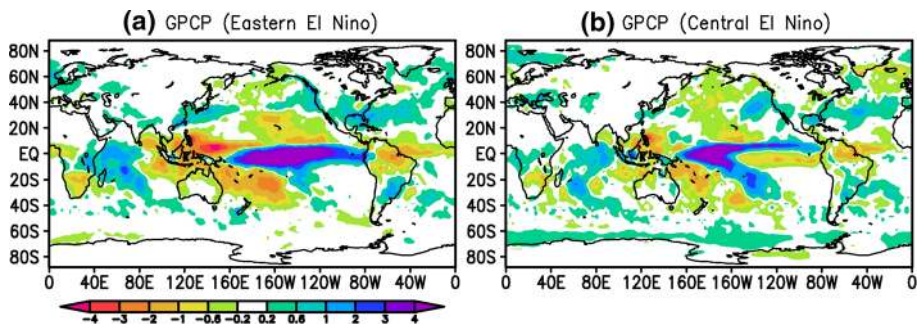 (a) GPCP (Eastern El Nino)
(b) GPCP (Central El Nino)
80N
60N
40N
20N
EQ
20S
40S
60S
80S
0 40E 80E 120E 160E 160W 120W 80W 40W 0
80N
60N
40N
20N
EQ
20S
40S
60S
80S
0 40E 80E 120E 160E 160W 120W 80W 40W 0
-4 -3 -2 -1 -0.6 -0.2 0.2 0.6 1 2 3 4